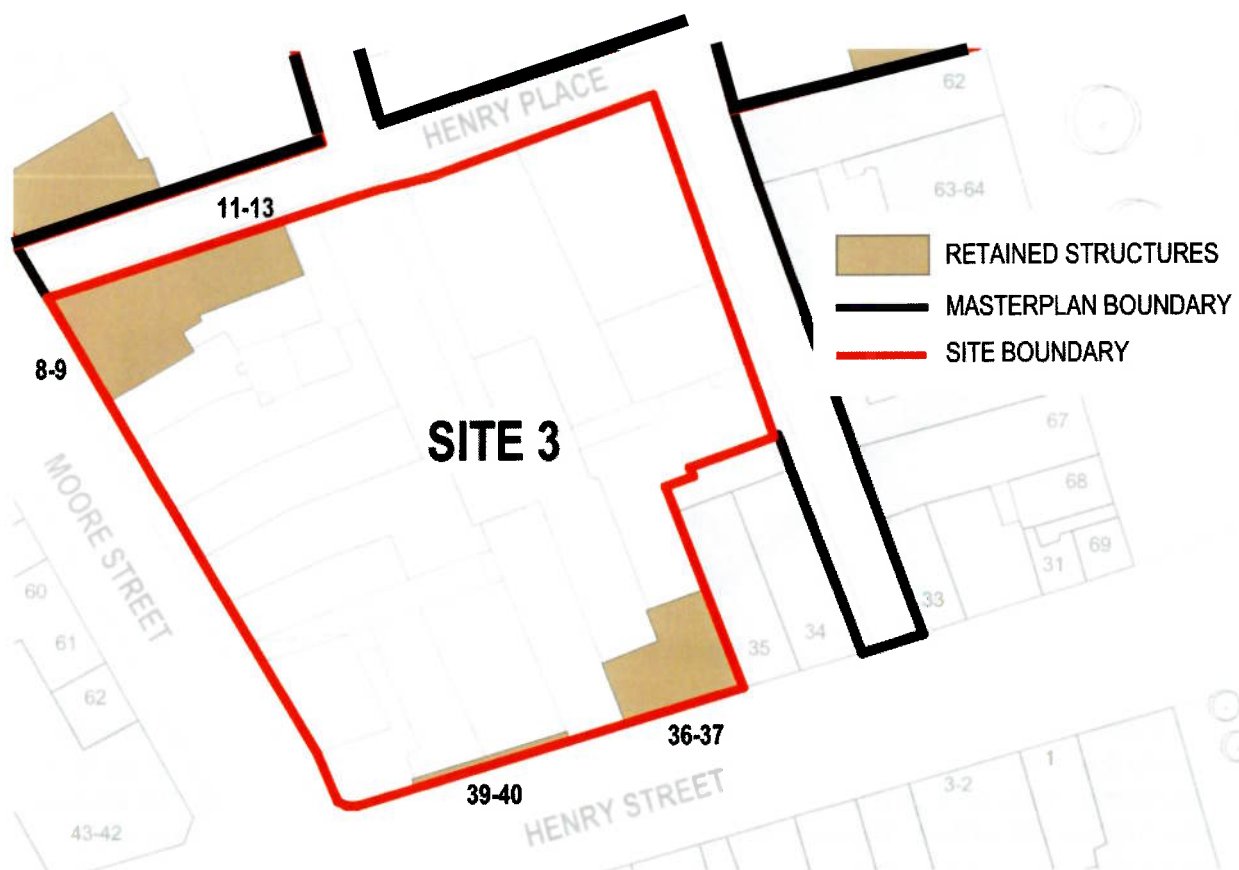 HENRY PLACE
62
11-13
63-64
RETAINED STRUCTURES
MASTERPLAN BOUNDARY
SITE BOUNDARY
8-9
SITE 3
67
MOORE STREET
68
60
31
69
33
61
35
34
62
36-37
39-40
HENRY STREET
3-2
1
43-42